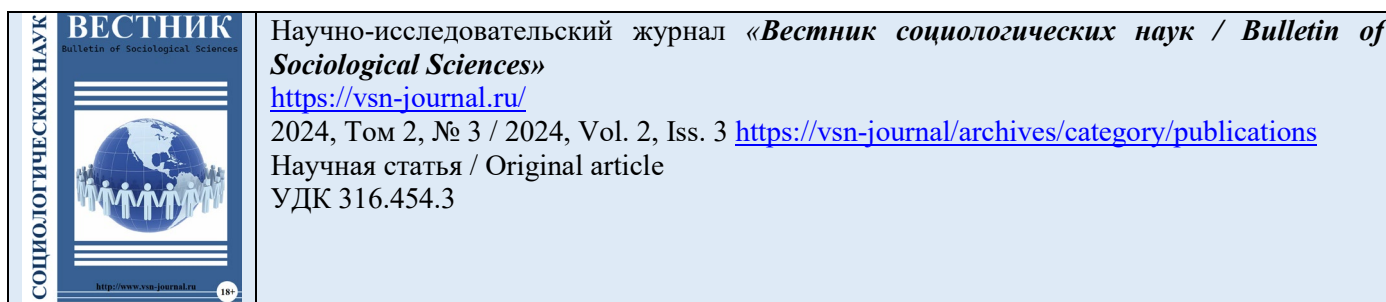 СОЦИОЛОГИЧЕСКИХ НАУК
ВЕСТНИК
Bulletin of Sociological Sciences
http://www.vsn-journal.ru
18+
Научно-исследовательский журнал «Вестник социологических наук / Bulletin of
Sociological Sciences»
https://vsn-journal.ru/
2024, Том 2, № 3 / 2024, Vol. 2, Iss. 3 https://vsn-journal/archives/category/publications
Научная статья / Original article
УДК 316.454.3